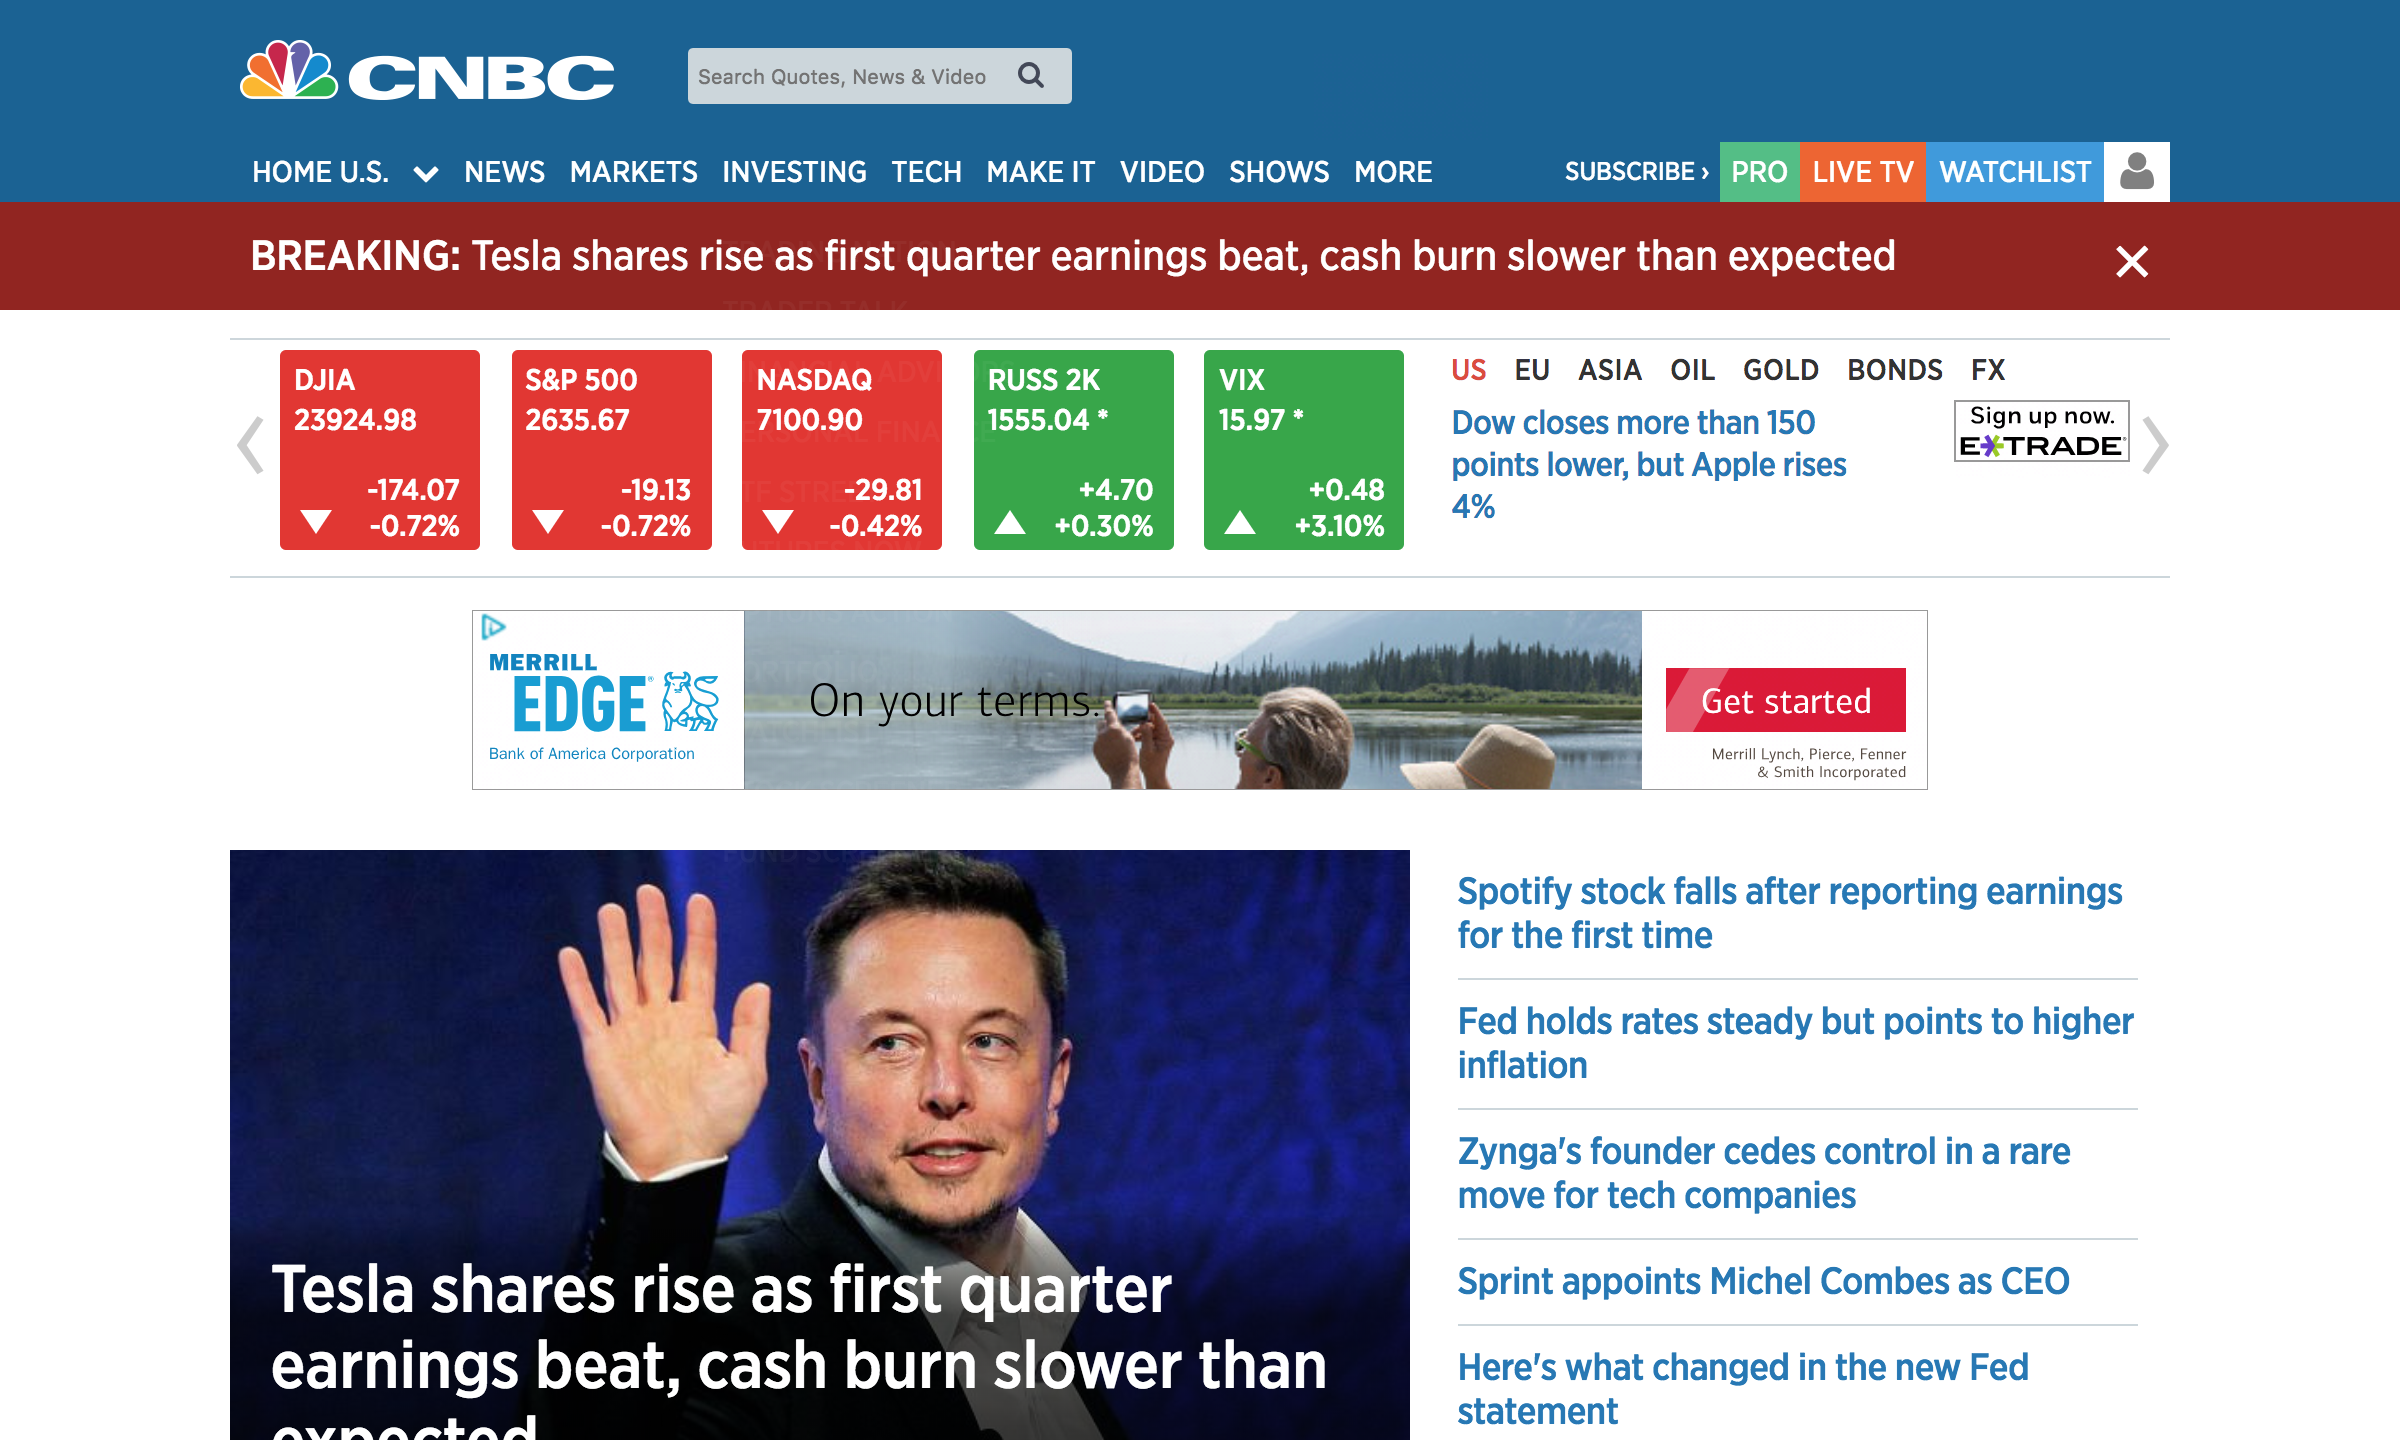 CNBC
Search Quotes, News & Video
HOME U.S. NEWS MARKETS INVESTING TECH MAKE IT VIDEO SHOWS MORE SUBSCRIBE › PRO LIVE TV WATCHLIST
BREAKING: Tesla shares rise as first quarter earnings beat, cash burn slower than expected
DJIA
23924.98
-174.07
-0.72%
S&P 500
2635.67
-19.13
-0.72%
NASDAQ
7100.90
-29.81
-0.42%
RUSS 2K
1555.04 *
+4.70
+0.30%
VIX
15.97 *
+0.48
+3.10%
US EU ASIA OIL GOLD BONDS FX
Dow closes more than 150
points lower, but Apple rises
4%
Sign up now.
E*TRADE
MERRILL
EDGE®
Bank of America Corporation
On your terms.
Get started
Merrill Lynch, Pierce, Fenner
& Smith Incorporated
Tesla shares rise as first quarter
earnings beat, cash burn slower than
expected
Spotify stock falls after reporting earnings
for the first time
Fed holds rates steady but points to higher
inflation
Zynga's founder cedes control in a rare
move for tech companies
Sprint appoints Michel Combes as CEO
Here's what changed in the new Fed
statement